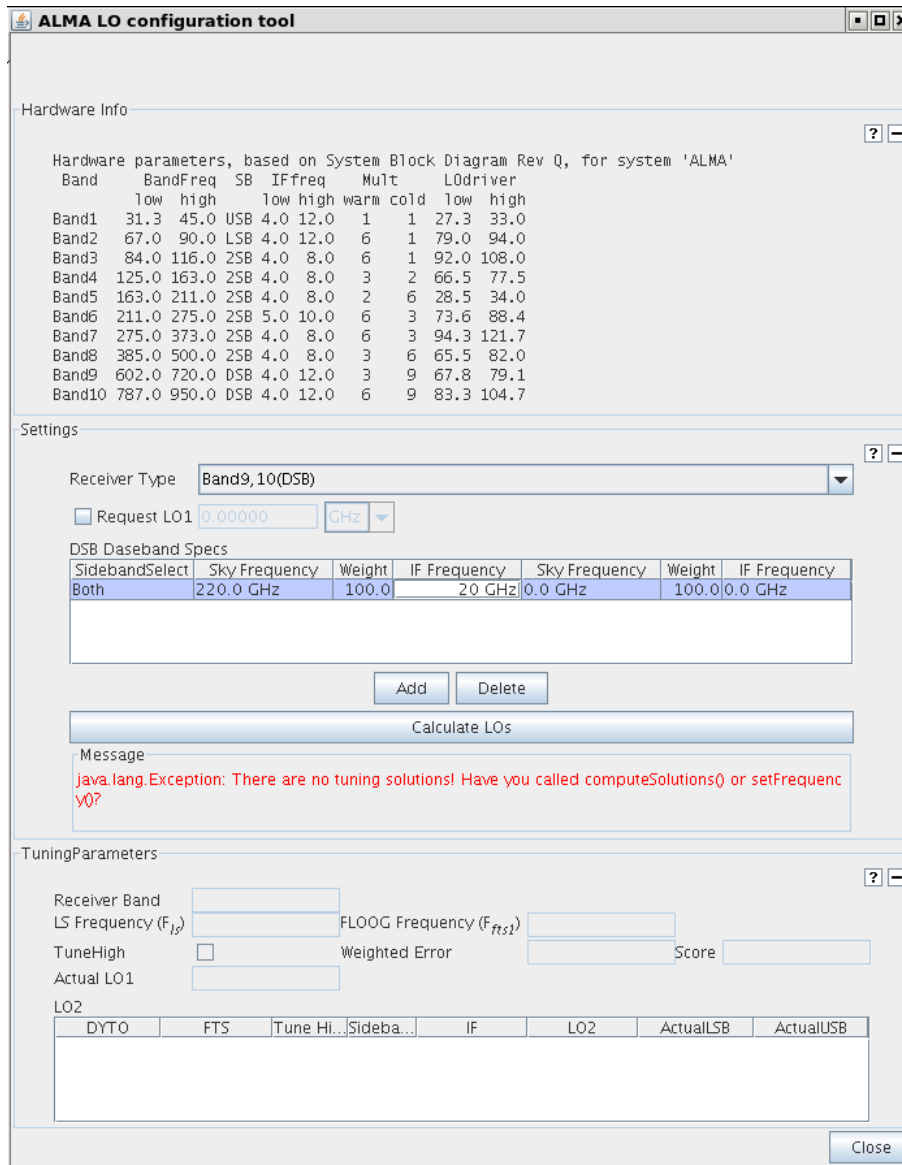 ALMA LO configuration tool
Hardware Info
? −
Hardware parameters, based on System Block Diagram Rev Q, for system 'ALMA'
Band BandFreq SB IFfreq Mult LOdriver
low high low high warm cold low high
Band1 31.3 45.0 USB 4.0 12.0 1 1 27.3 33.0
Band2 67.0 90.0 LSB 4.0 12.0 6 1 79.0 94.0
Band3 84.0 116.0 2SB 4.0 8.0 6 1 92.0 108.0
Band4 125.0 163.0 2SB 4.0 8.0 3 2 66.5 77.5
Band5 163.0 211.0 2SB 4.0 8.0 2 6 28.5 34.0
Band6 211.0 275.0 2SB 5.0 10.0 6 3 73.6 88.4
Band7 275.0 373.0 2SB 4.0 8.0 6 3 94.3 121.7
Band8 385.0 500.0 2SB 4.0 8.0 3 6 65.5 82.0
Band9 602.0 720.0 DSB 4.0 12.0 3 9 67.8 79.1
Band10 787.0 950.0 DSB 4.0 12.0 6 9 83.3 104.7
Settings
? −
Receiver Type Band9,10(DSB)
Request LO1 0.00000 GHz
DSB Daseband Specs
SidebandSelect Sky Frequency Weight IF Frequency Sky Frequency Weight IF Frequency
Both 220.0 GHz 100.0 20 GHz 0.0 GHz 100.0 0.0 GHz
Add Delete
Calculate LOs
Message
java.lang.Exception: There are no tuning solutions! Have you called computeSolutions() or setFrequenc
y()?
TuningParameters
? −
Receiver Band
LS Frequency (Fls) FLOOG Frequency (Ffts1)
TuneHigh Weighted Error Score
Actual LO1
LO2
DYTO FTS Tune Hi... Sideba... IF LO2 ActualLSB ActualUSB
Close